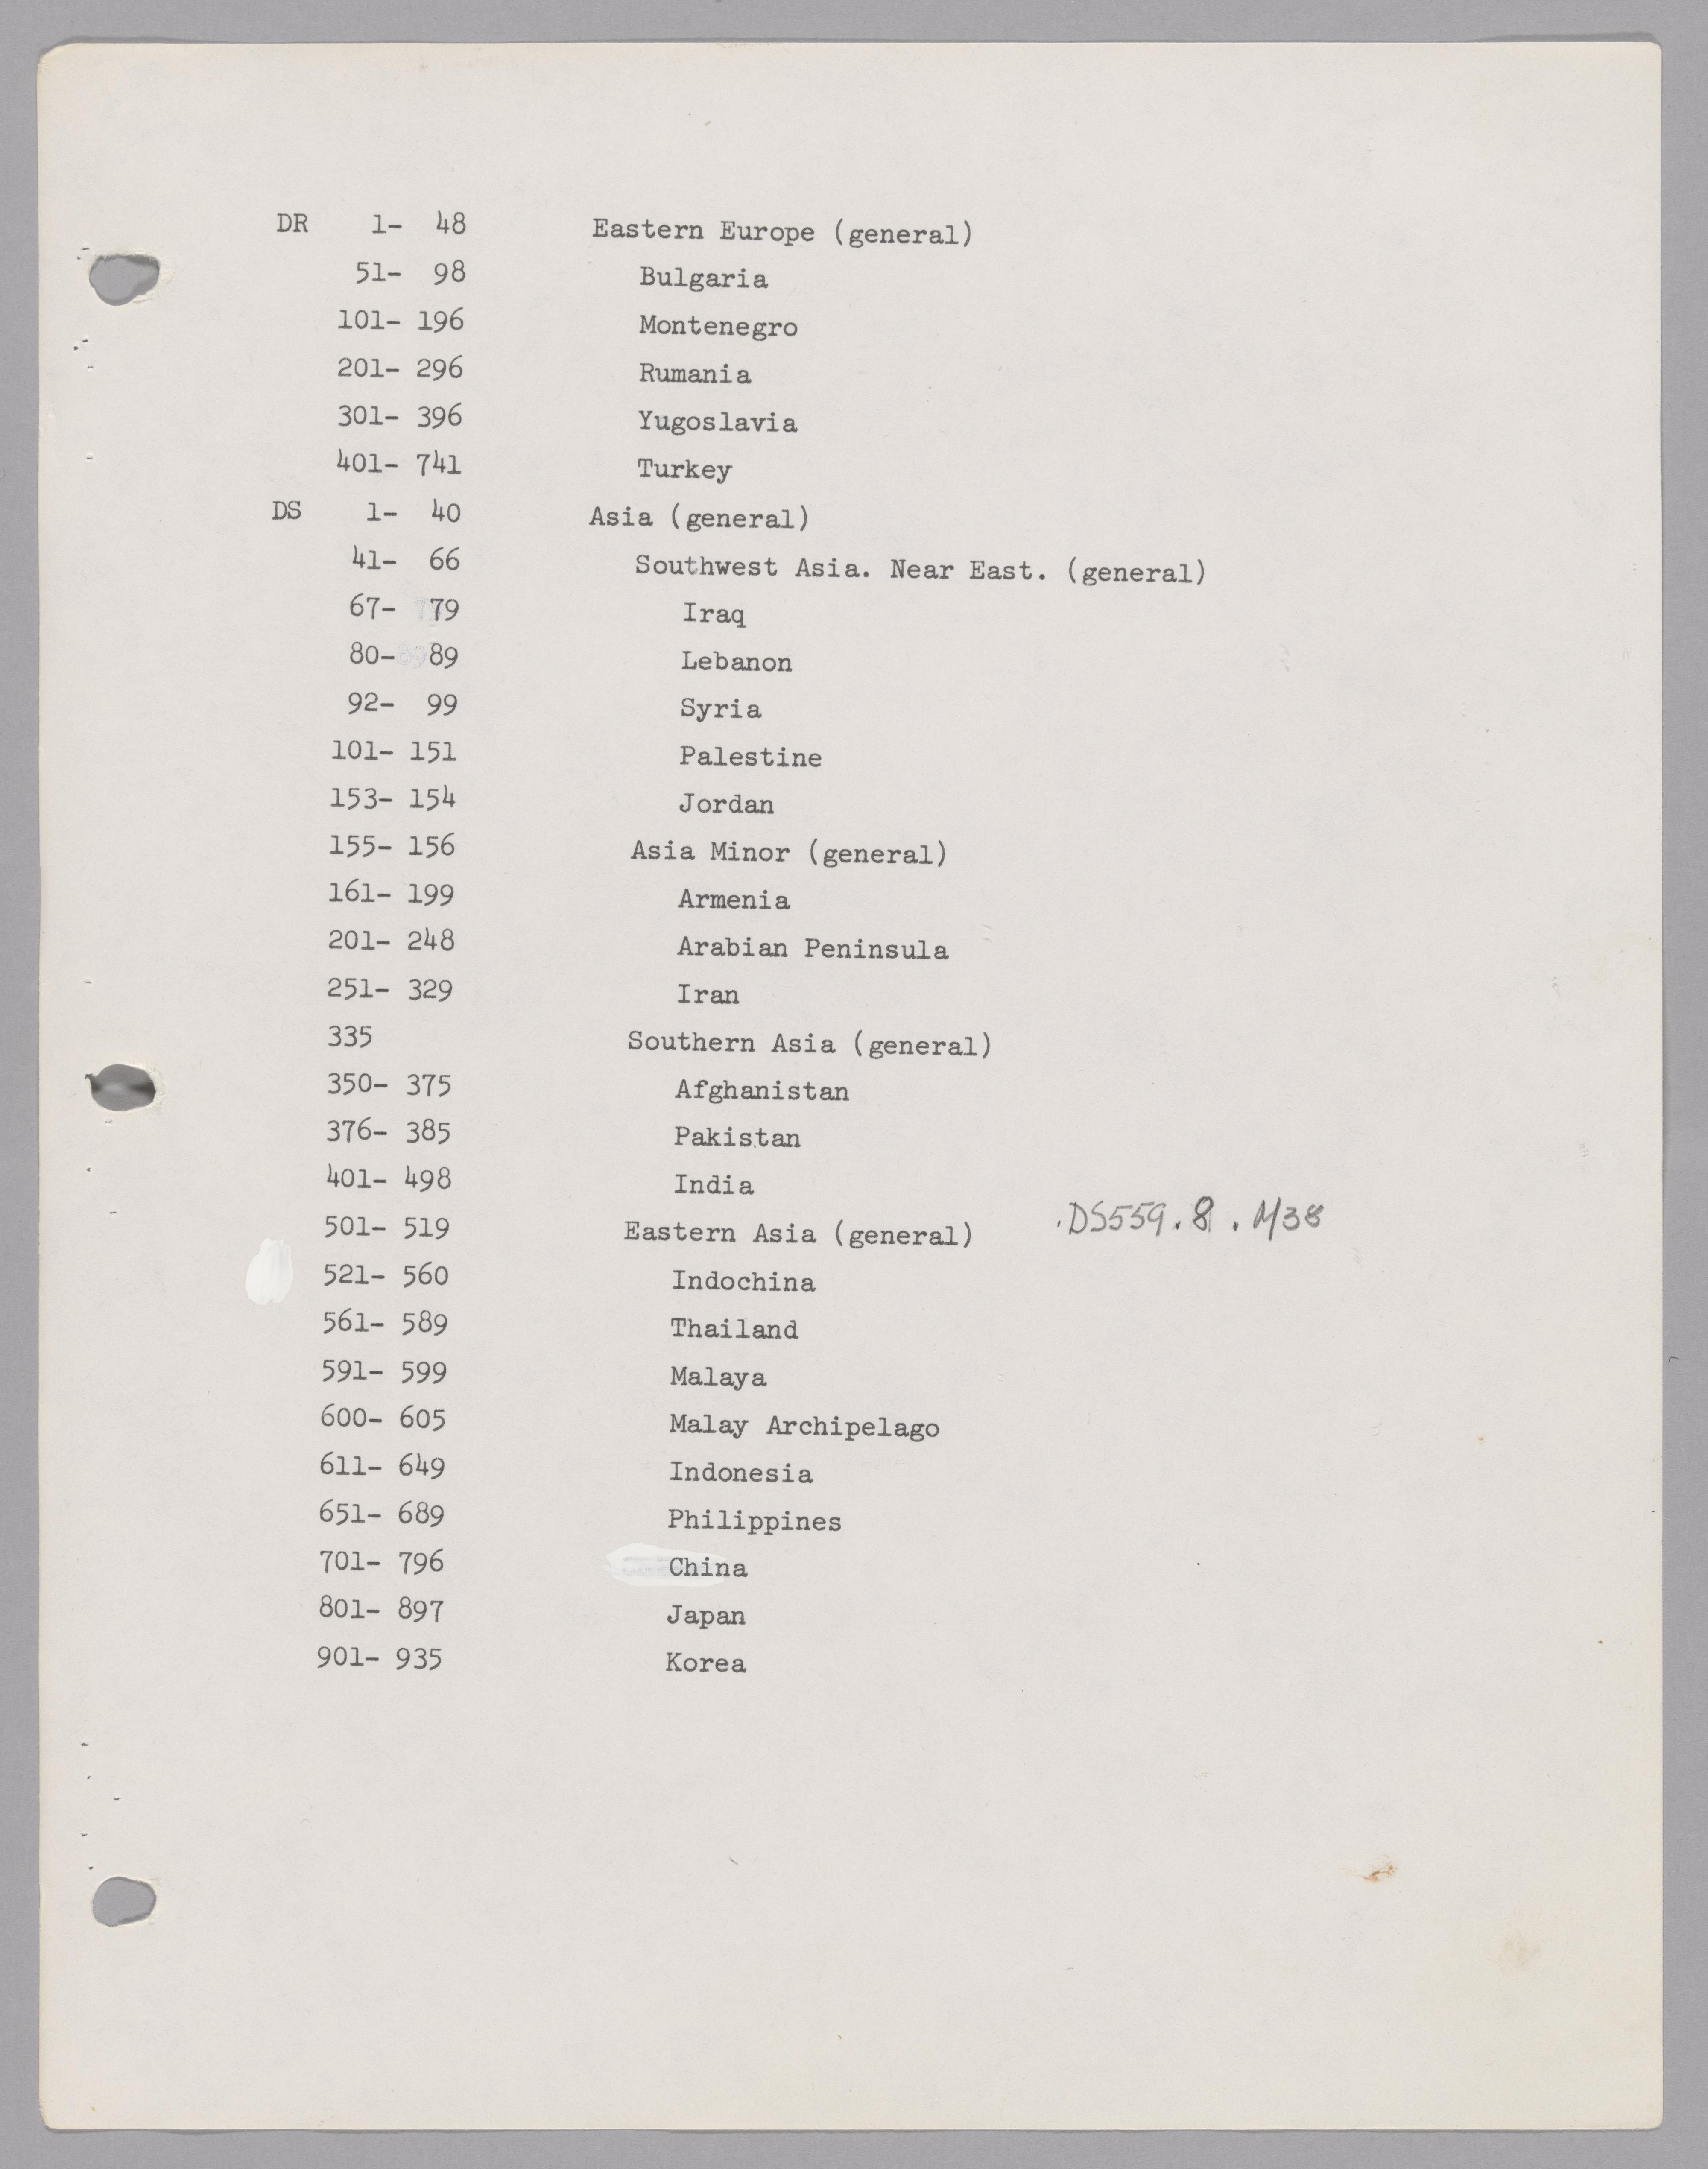 DR 1- 48 Eastern Europe (general)
51- 98 Bulgaria
101- 196 Montenegro
201- 296 Rumania
301- 396 Yugoslavia
401- 741 Turkey
DS 1- 40 Asia (general)
41- 66 Southwest Asia. Near East. (general)
67- 79 Iraq
80- 89 Lebanon
92- 99 Syria
101- 151 Palestine
153- 154 Jordan
155- 156 Asia Minor (general)
161- 199 Armenia
201- 248 Arabian Peninsula
251- 329 Iran
335 Southern Asia (general)
350- 375 Afghanistan
376- 385 Pakistan
401- 498 India
501- 519 Eastern Asia (general) .DS559.8.M38
521- 560 Indochina
561- 589 Thailand
591- 599 Malaya
600- 605 Malay Archipelago
611- 649 Indonesia
651- 689 Philippines
701- 796 China
801- 897 Japan
901- 935 Korea